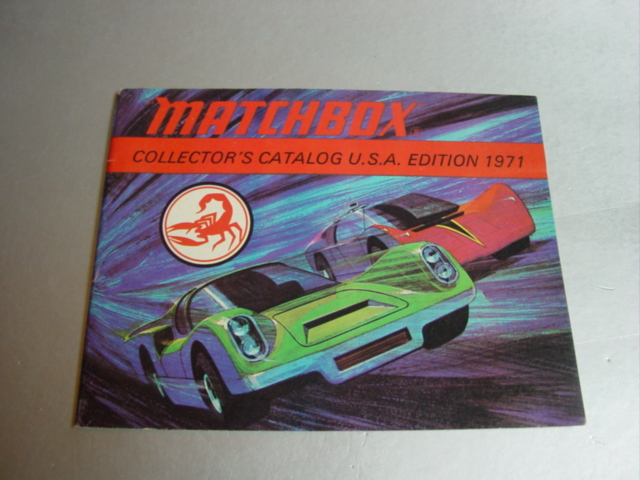 MATCHBOX
COLLECTOR'S CATALOG U.S.A. EDITION 1971